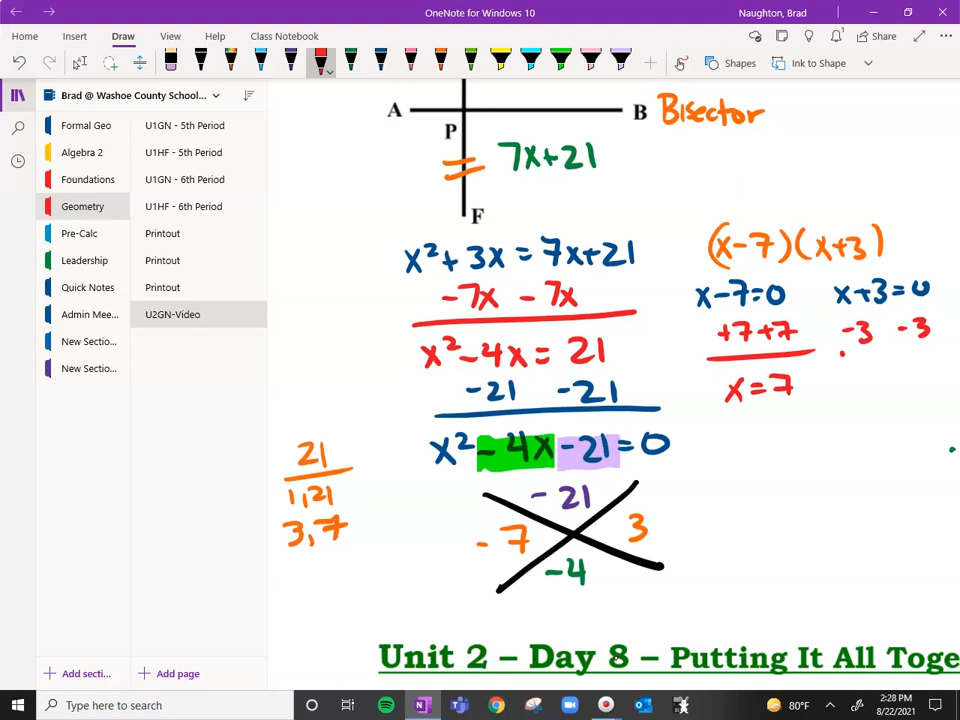 OneNote for Windows 10
Naughton, Brad
Home Insert Draw View Help Class Notebook
Share
Shapes Ink to Shape
Brad @ Washoe County School...
Formal Geo
Algebra 2
Foundations
Geometry
Pre-Calc
Leadership
Quick Notes
Admin Mee...
New Sectio...
New Sectio...
U1GN - 5th Period
U1HF - 5th Period
U1GN - 6th Period
U1HF - 6th Period
Printout
Printout
Printout
U2GN-Video
Add secti...
Add page
A B Bisector
P
7x+21
F
x² + 3x = 7x+21
-7x -7x
x² - 4x = 21
-21 -21
x² - 4x - 21 = 0
-21
-7 3
-4
21
1,21
3,7
(x-7)(x+3)
x-7=0 x+3=0
+7 +7 -3 -3
x=7
Unit 2 – Day 8 – Putting It All Toge
Type here to search
80°F
2:28 PM
8/22/2021